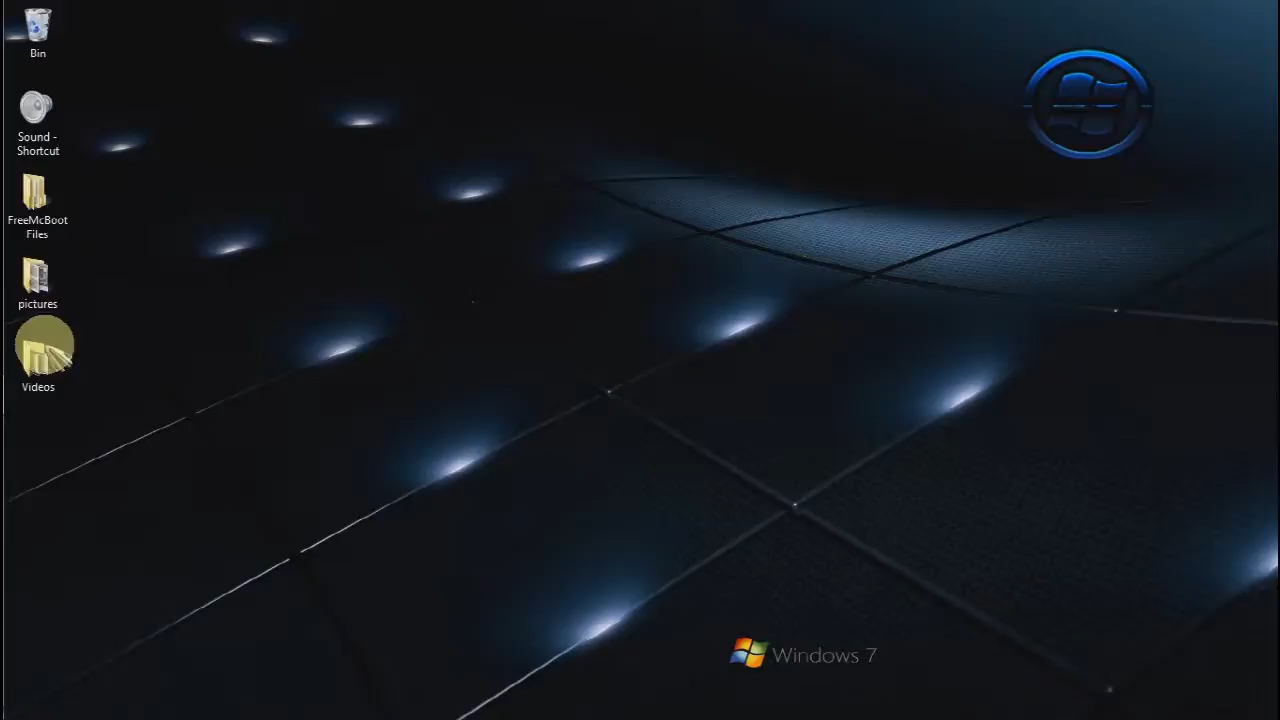 Bin
Sound -
Shortcut
FreeMcBoot
Files
pictures
Videos
Windows 7